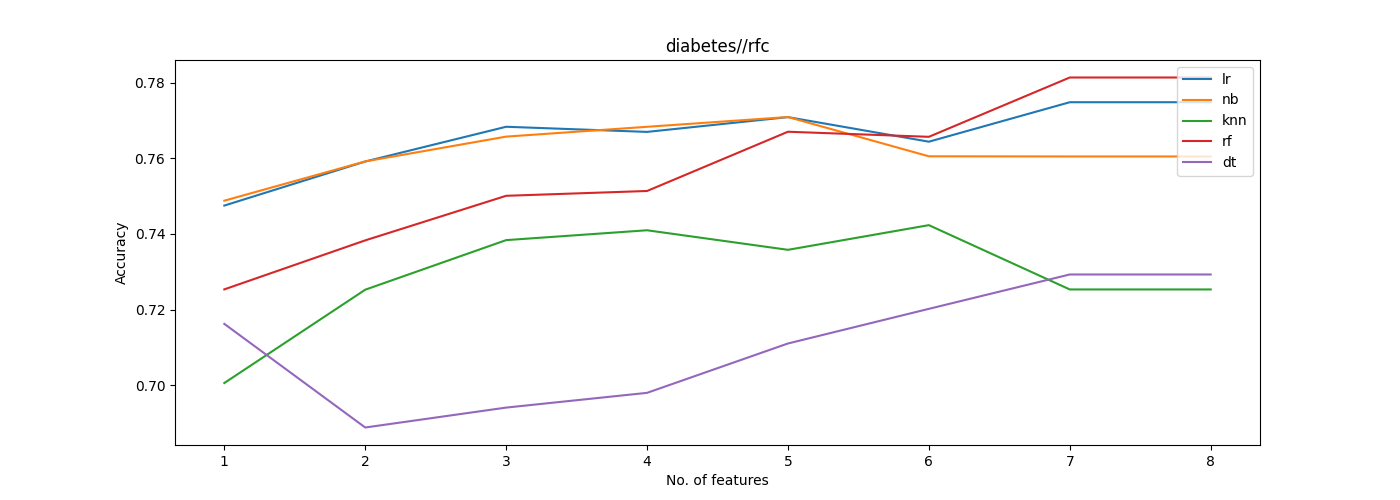 diabetes//rfc
0.78
0.76
0.74
0.72
0.70
Accuracy
lr
nb
knn
rf
dt
1 2 3 4 5 6 7 8
No. of features